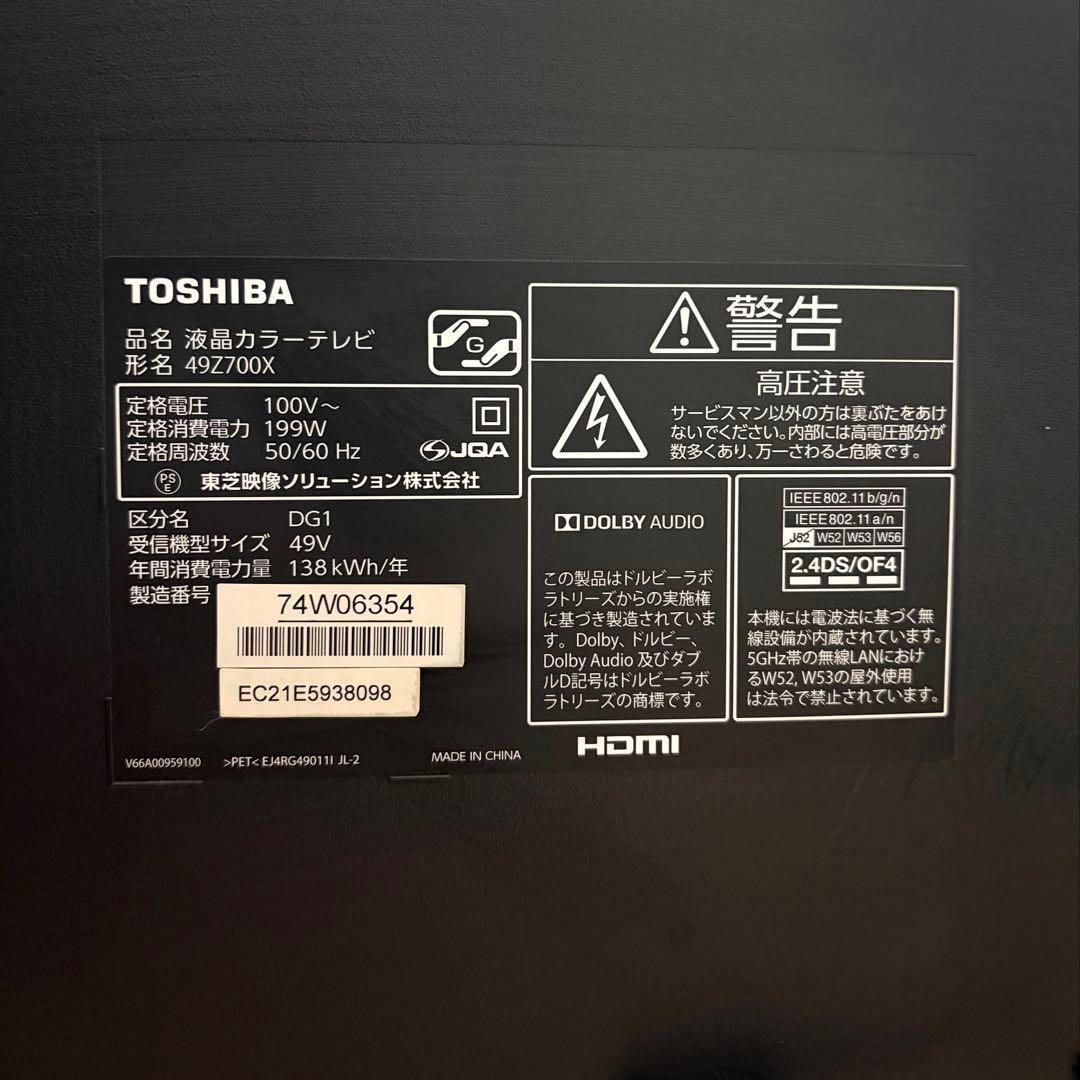 TOSHIBA
品名 液晶カラーテレビ
形名 49Z700X
G
定格電圧 100V～
定格消費電力 199W
定格周波数 50/60 Hz
JQA
PSE 東芝映像ソリューション株式会社
区分名 DG1
受信機型サイズ 49V
年間消費電力量 138kWh/年
製造番号
74W06354
EC21E5938098
V66A00959100 >PET< EJ4RG49011I JL-2
MADE IN CHINA
警告
高圧注意
サービスマン以外の方は裏ぶたをあけ
ないでください。内部には高電圧部分が
数多くあり、万一さわると危険です。
DOLBY AUDIO
この製品はドルビーラボ
ラトリーズからの実施権
に基づき製造されていま
す。Dolby、ドルビー、
Dolby Audio 及びダブ
ルD記号はドルビーラボ
ラトリーズの商標です。
IEEE802.11b/g/n
IEEE802.11a/n
J52 W52 W53 W56
2.4DS/OF4
本機には電波法に基づく無
線設備が内蔵されています。
5GHz帯の無線LANにおけ
るW52, W53の屋外使用
は法令で禁止されています。
HDMI